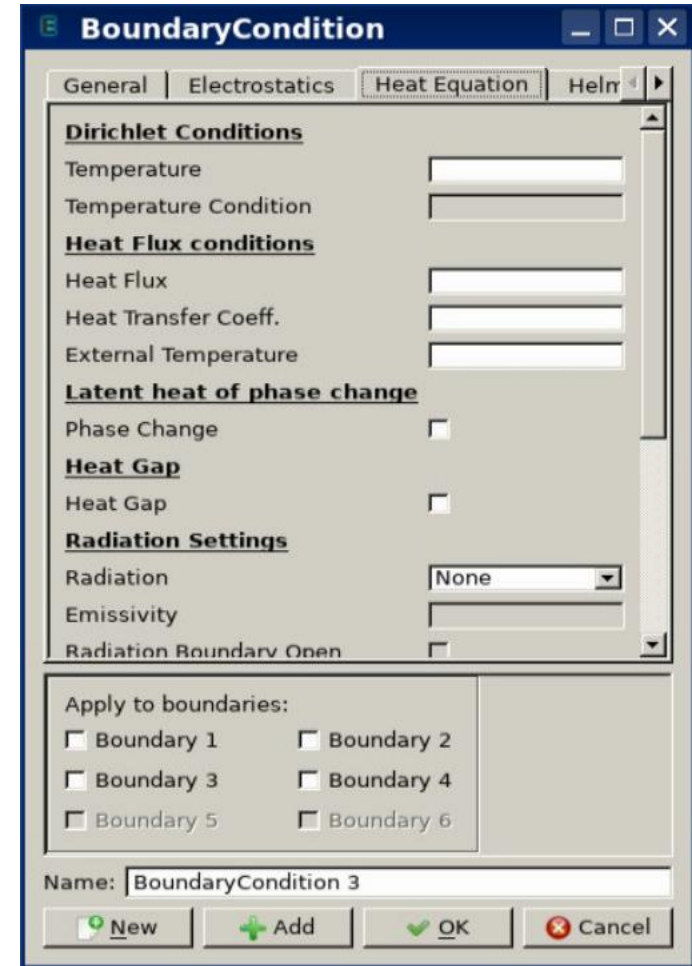 BoundaryCondition
General Electrostatics Heat Equation Helm
Dirichlet Conditions
Temperature
Temperature Condition
Heat Flux conditions
Heat Flux
Heat Transfer Coeff.
External Temperature
Latent heat of phase change
Phase Change
Heat Gap
Heat Gap
Radiation Settings
Radiation None
Emissivity
Radiation Boundary Open
Apply to boundaries:
Boundary 1 Boundary 2
Boundary 3 Boundary 4
Boundary 5 Boundary 6
Name: BoundaryCondition 3
New Add OK Cancel